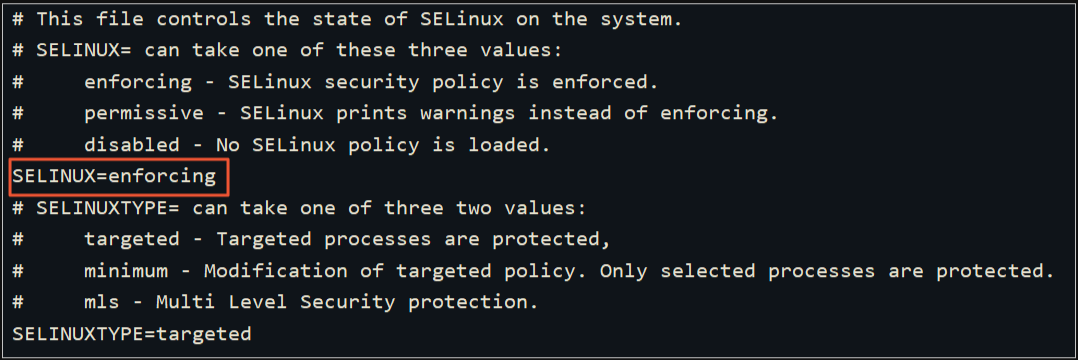 # This file controls the state of SELinux on the system.
# SELINUX= can take one of these three values:
#     enforcing - SELinux security policy is enforced.
#     permissive - SELinux prints warnings instead of enforcing.
#     disabled - No SELinux policy is loaded.
SELINUX=enforcing
# SELINUXTYPE= can take one of three two values:
#     targeted - Targeted processes are protected,
#     minimum - Modification of targeted policy. Only selected processes are protected.
#     mls - Multi Level Security protection.
SELINUXTYPE=targeted